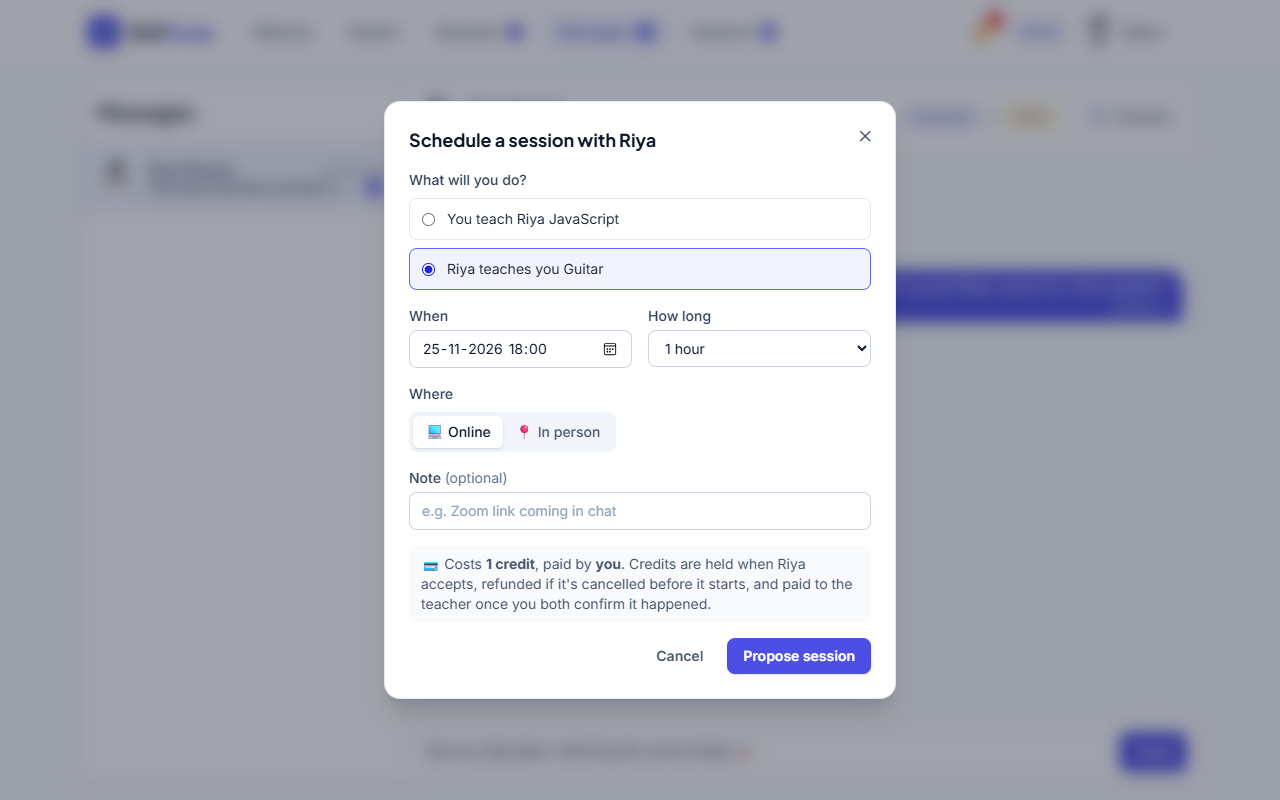 Schedule a session with Riya
What will you do?
You teach Riya JavaScript
Riya teaches you Guitar
When
How long
25-11-2026 18:00
1 hour
Where
Online
In person
Note (optional)
e.g. Zoom link coming in chat
Costs 1 credit, paid by you. Credits are held when Riya
accepts, refunded if it's cancelled before it starts, and paid to the
teacher once you both confirm it happened.
Cancel
Propose session